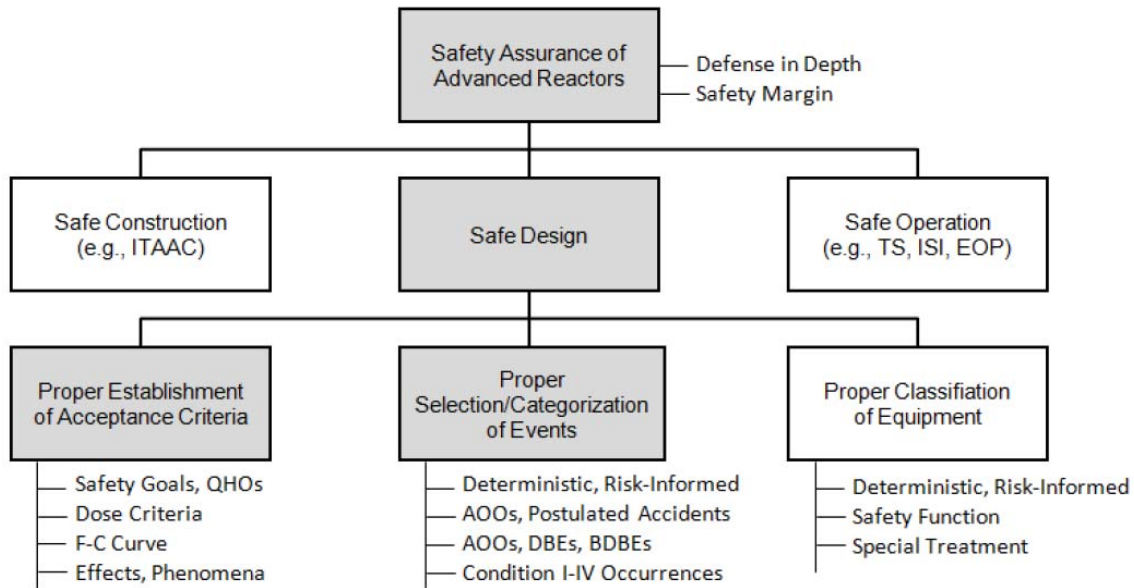 Safety Assurance of
Advanced Reactors
Defense in Depth
Safety Margin
Safe Construction
(e.g., ITAAC)
Safe Design
Safe Operation
(e.g., TS, ISI, EOP)
Proper Establishment
of Acceptance Criteria
Proper
Selection/Categorization
of Events
Proper Classifiation
of Equipment
Safety Goals, QHOs
Dose Criteria
F-C Curve
Effects, Phenomena
Deterministic, Risk-Informed
AOOs, Postulated Accidents
AOOs, DBEs, BDBEs
Condition I-IV Occurrences
Deterministic, Risk-Informed
Safety Function
Special Treatment